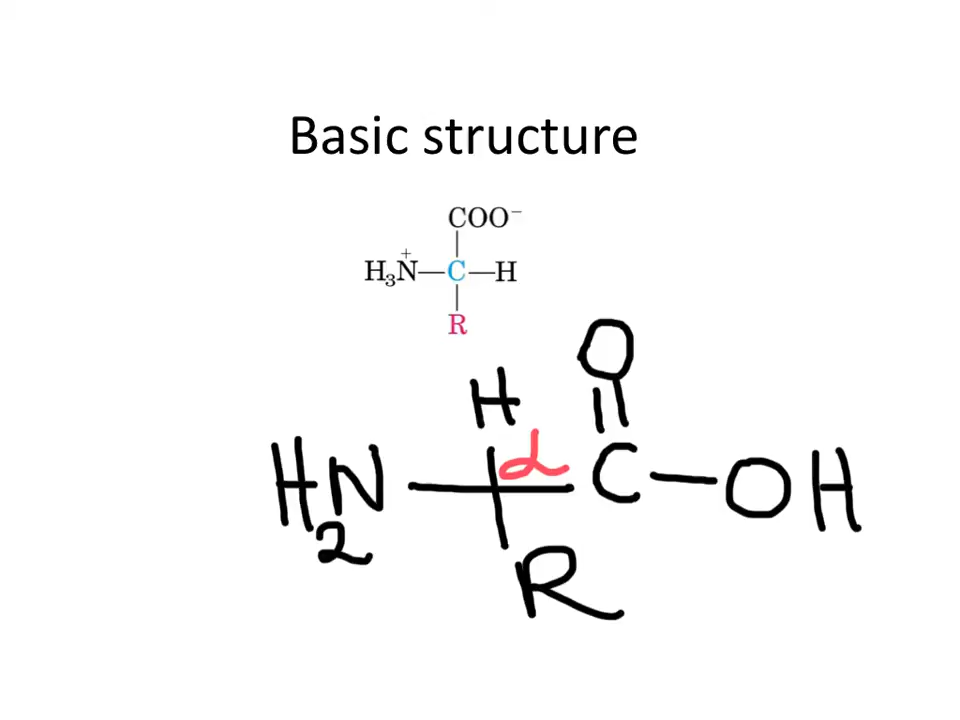 Basic structure
COO⁻
H₃N⁺—C—H
R
O
H
α
H₂N—C—OH
R